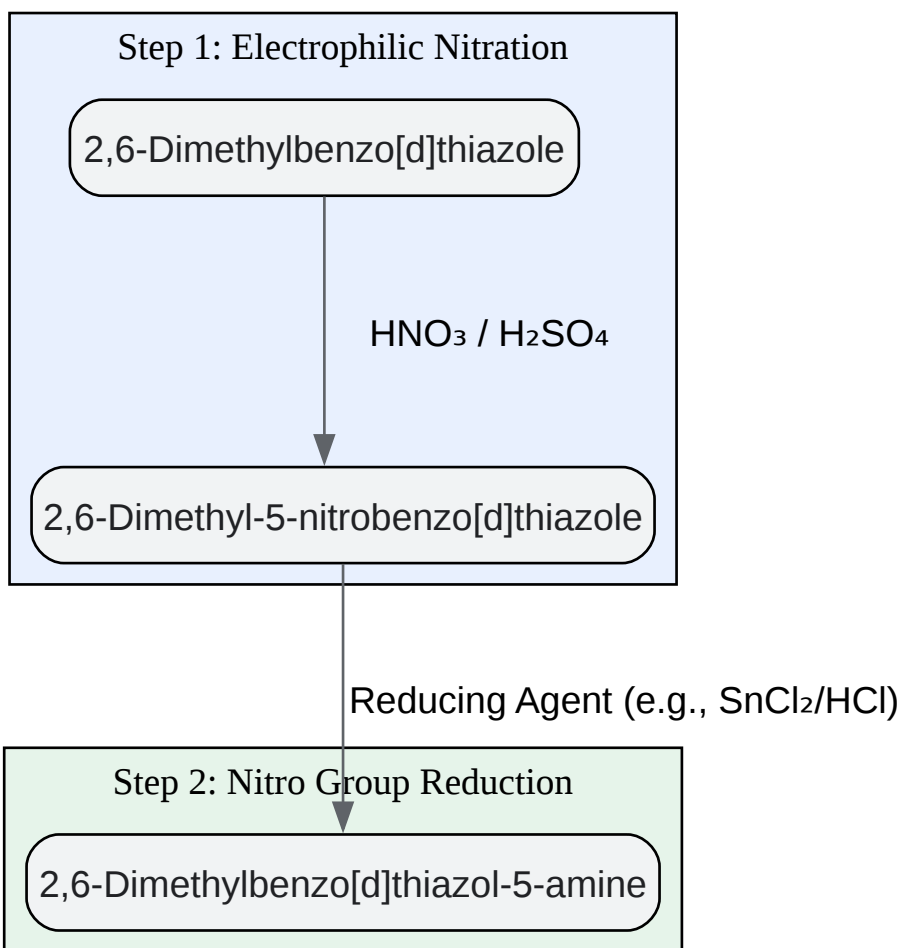 Step 1: Electrophilic Nitration
2,6-Dimethylbenzo[d]thiazole
HNO₃ / H₂SO₄
2,6-Dimethyl-5-nitrobenzo[d]thiazole
Reducing Agent (e.g., SnCl₂/HCl)
Step 2: Nitro Group Reduction
2,6-Dimethylbenzo[d]thiazol-5-amine